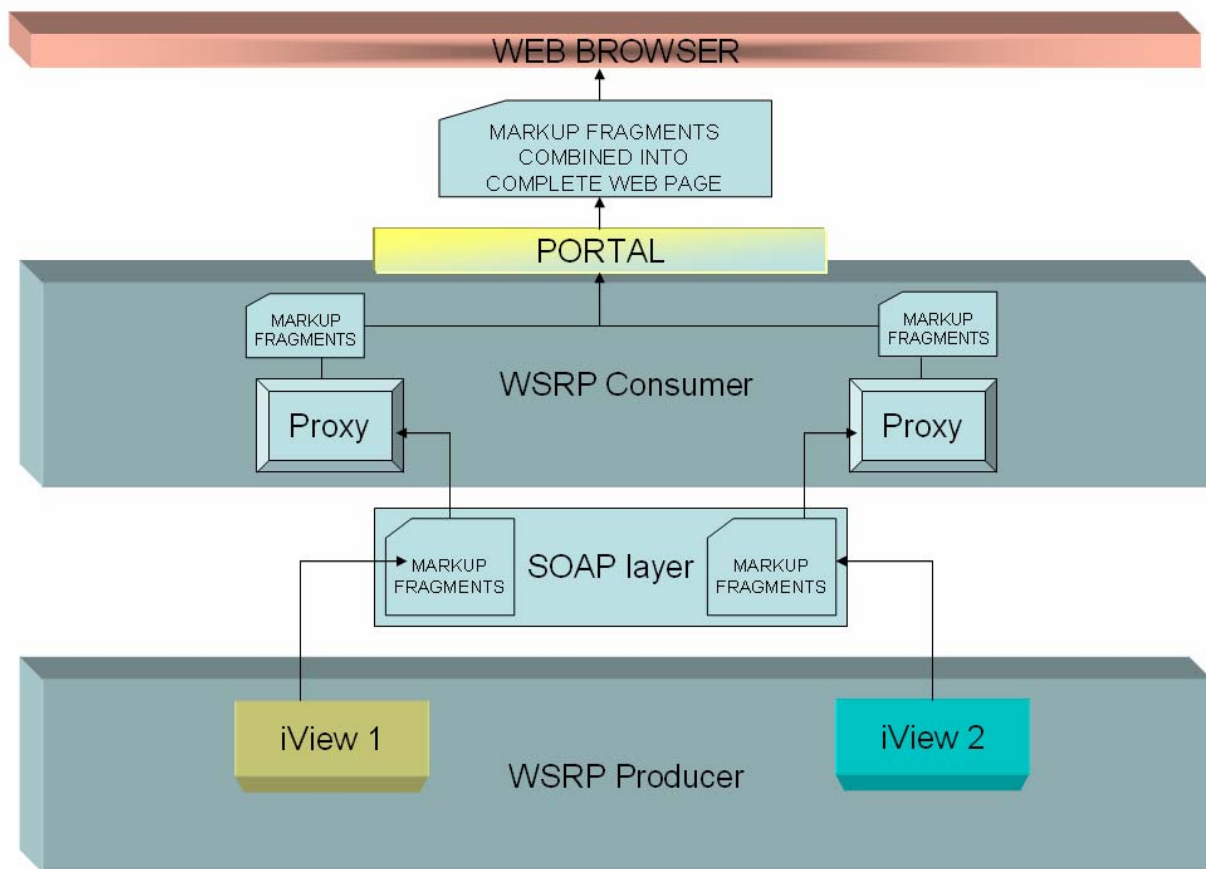 WEB BROWSER
MARKUP FRAGMENTS
COMBINED INTO
COMPLETE WEB PAGE
PORTAL
MARKUP
FRAGMENTS
MARKUP
FRAGMENTS
WSRP Consumer
Proxy
Proxy
MARKUP
FRAGMENTS
SOAP layer
MARKUP
FRAGMENTS
iView 1
iView 2
WSRP Producer